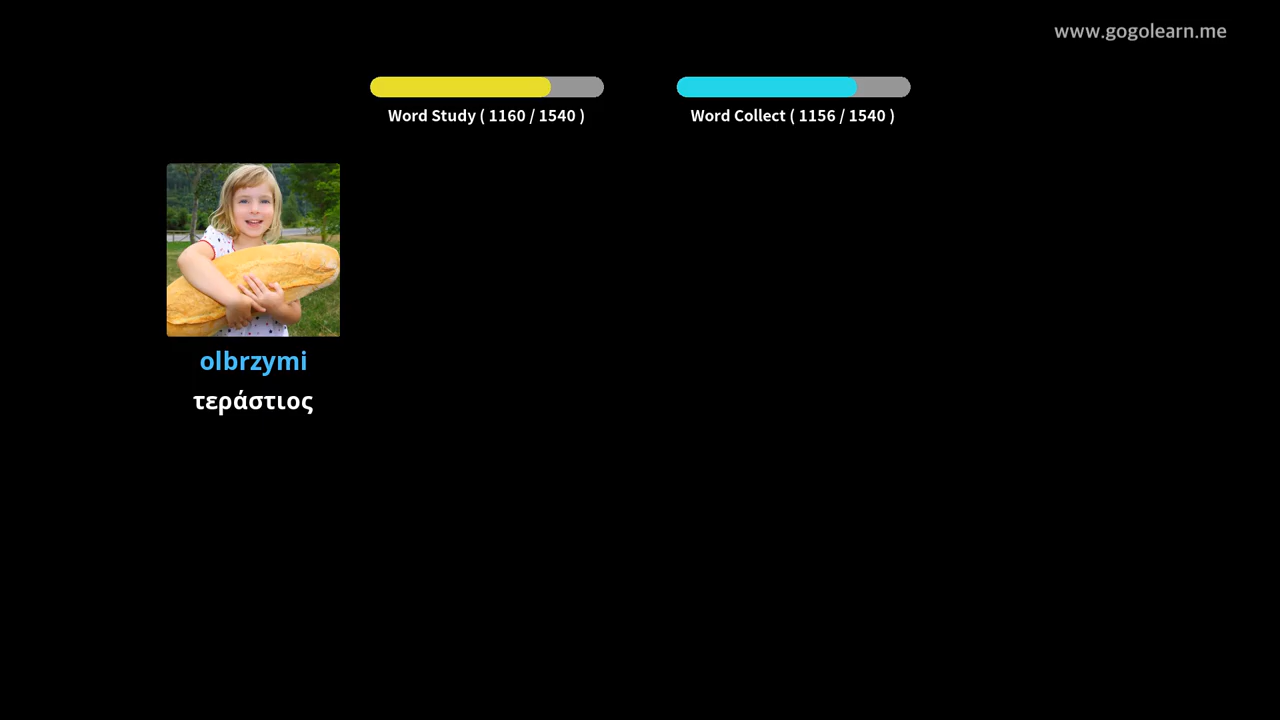 www.gogolearn.me
Word Study ( 1160 / 1540 )
Word Collect ( 1156 / 1540 )
olbrzymi
τεράστιος